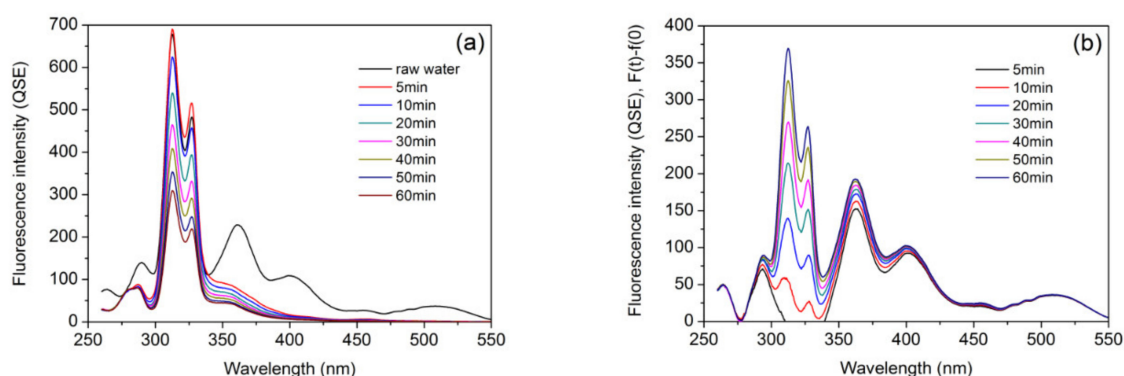 (a)
700
600
500
400
300
200
100
0
Fluorescence intensity (QSE)
raw water
5min
10min
20min
30min
40min
50min
60min
250 300 350 400 450 500 550
Wavelength (nm)
(b)
400
350
300
250
200
150
100
50
0
Fluorescence intensity (QSE), F(t)-f(0)
5min
10min
20min
30min
40min
50min
60min
250 300 350 400 450 500 550
Wavelength (nm)